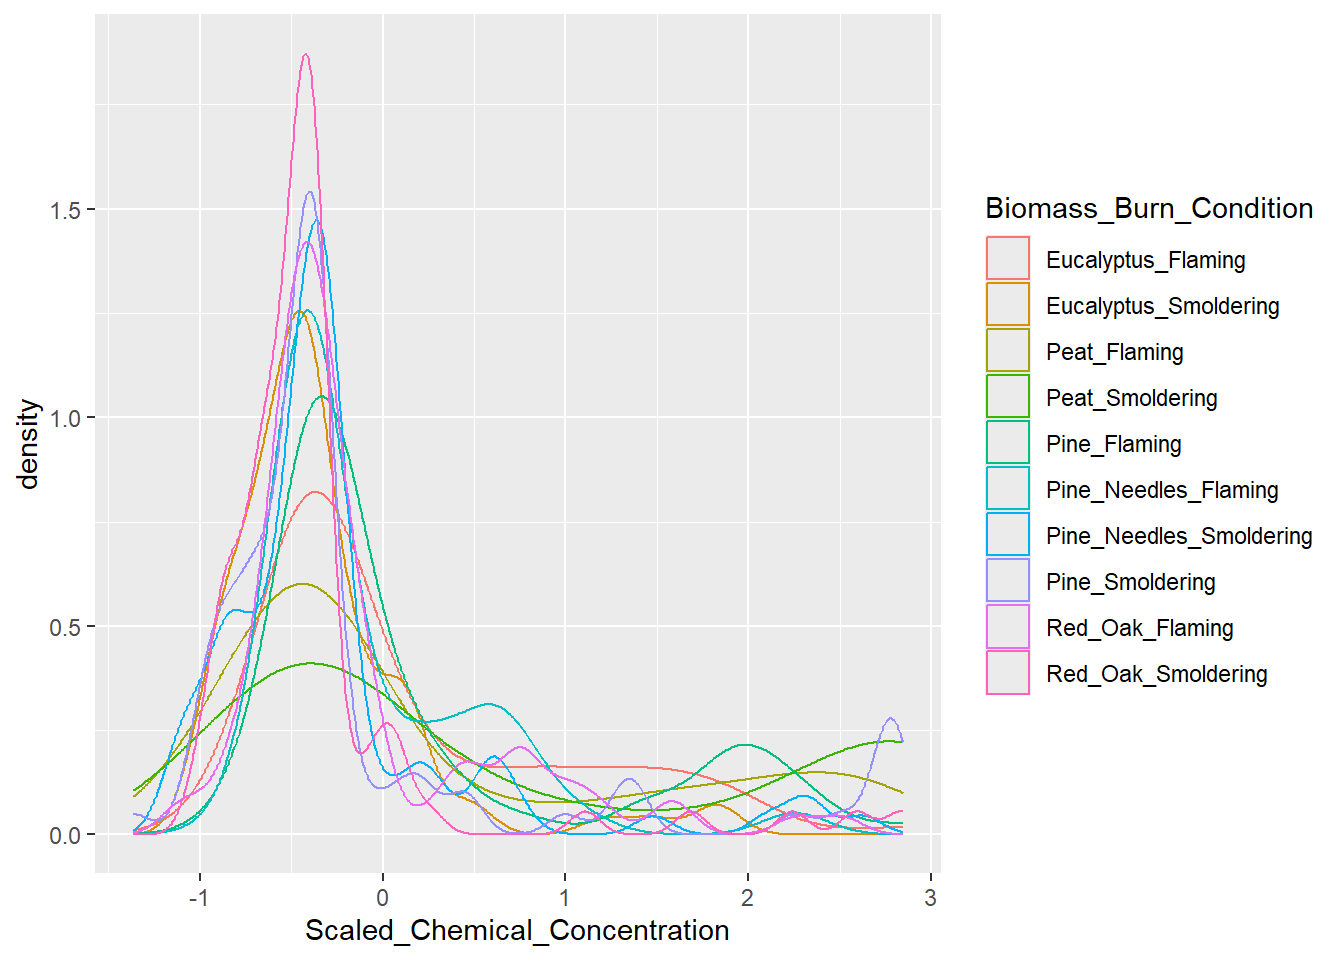 1.5
1.0
0.5
0.0
density
-1
0
1
2
3
Scaled_Chemical_Concentration
Biomass_Burn_Condition
Eucalyptus_Flaming
Eucalyptus_Smoldering
Peat_Flaming
Peat_Smoldering
Pine_Flaming
Pine_Needles_Flaming
Pine_Needles_Smoldering
Pine_Smoldering
Red_Oak_Flaming
Red_Oak_Smoldering